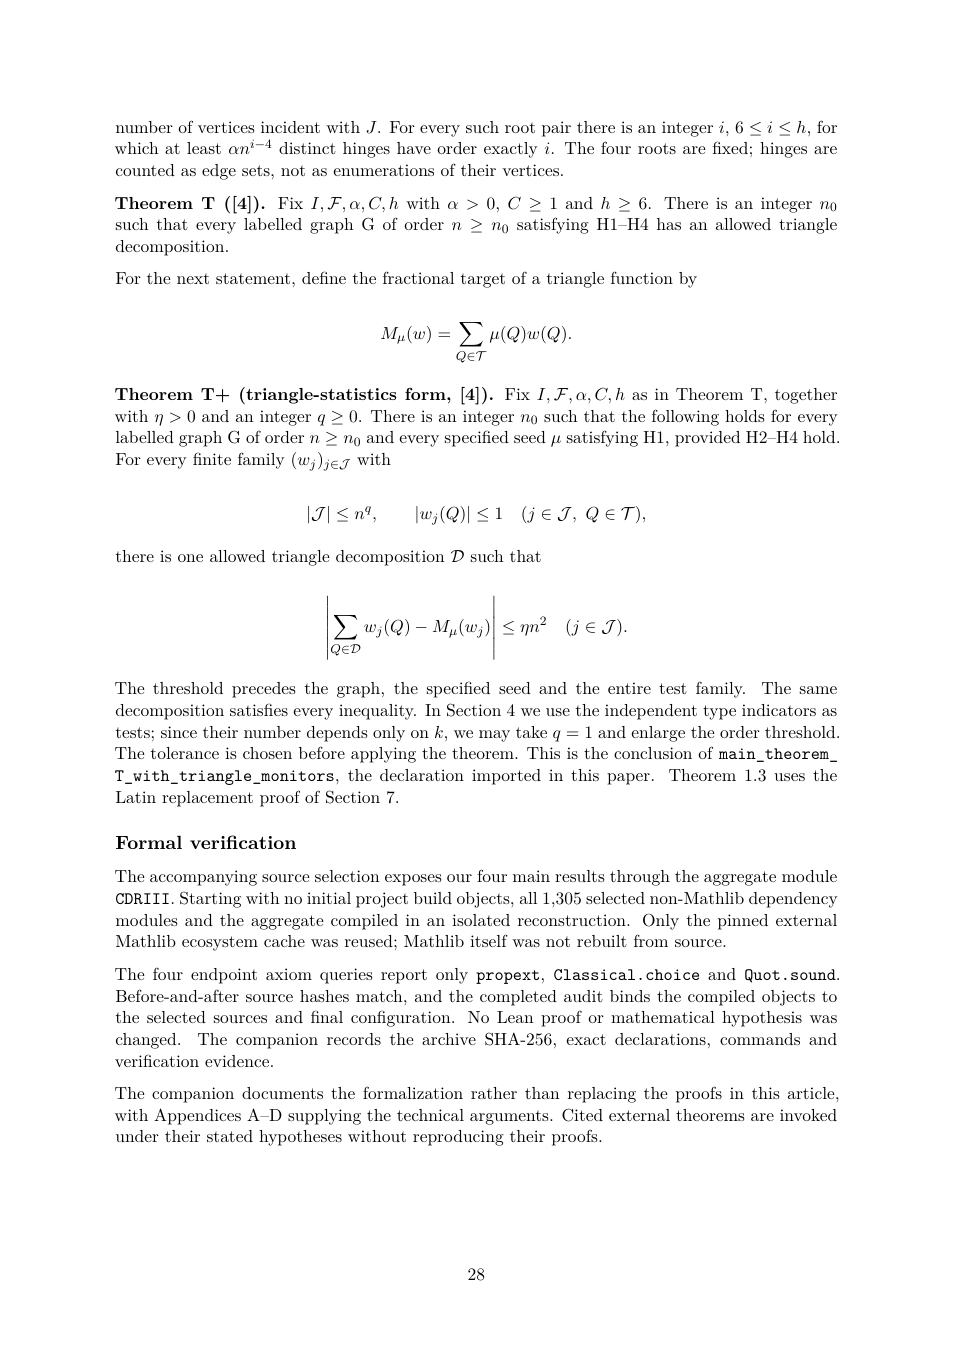 number of vertices incident with J. For every such root pair there is an integer i, 6 ≤ i ≤ h, for
which at least αn^{i−4} distinct hinges have order exactly i. The four roots are fixed; hinges are
counted as edge sets, not as enumerations of their vertices.
Theorem T ([4]). Fix I, ℱ, α, C, h with α > 0, C ≥ 1 and h ≥ 6. There is an integer n₀
such that every labelled graph G of order n ≥ n₀ satisfying H1–H4 has an allowed triangle
decomposition.
For the next statement, define the fractional target of a triangle function by
M_μ(w) = ∑_{Q∈𝒯} μ(Q)w(Q).
Theorem T+ (triangle-statistics form, [4]). Fix I, ℱ, α, C, h as in Theorem T, together
with η > 0 and an integer q ≥ 0. There is an integer n₀ such that the following holds for every
labelled graph G of order n ≥ n₀ and every specified seed μ satisfying H1, provided H2–H4 hold.
For every finite family (w_j)_{j∈𝒥} with
|𝒥| ≤ n^q, |w_j(Q)| ≤ 1 (j ∈ 𝒥, Q ∈ 𝒯),
there is one allowed triangle decomposition 𝒟 such that
|∑_{Q∈𝒟} w_j(Q) − M_μ(w_j)| ≤ ηn² (j ∈ 𝒥).
The threshold precedes the graph, the specified seed and the entire test family. The same
decomposition satisfies every inequality. In Section 4 we use the independent type indicators as
tests; since their number depends only on k, we may take q = 1 and enlarge the order threshold.
The tolerance is chosen before applying the theorem. This is the conclusion of main_theorem_
T_with_triangle_monitors, the declaration imported in this paper. Theorem 1.3 uses the
Latin replacement proof of Section 7.
Formal verification
The accompanying source selection exposes our four main results through the aggregate module
CDRIII. Starting with no initial project build objects, all 1,305 selected non-Mathlib dependency
modules and the aggregate compiled in an isolated reconstruction. Only the pinned external
Mathlib ecosystem cache was reused; Mathlib itself was not rebuilt from source.
The four endpoint axiom queries report only propext, Classical.choice and Quot.sound.
Before-and-after source hashes match, and the completed audit binds the compiled objects to
the selected sources and final configuration. No Lean proof or mathematical hypothesis was
changed. The companion records the archive SHA-256, exact declarations, commands and
verification evidence.
The companion documents the formalization rather than replacing the proofs in this article,
with Appendices A–D supplying the technical arguments. Cited external theorems are invoked
under their stated hypotheses without reproducing their proofs.
28